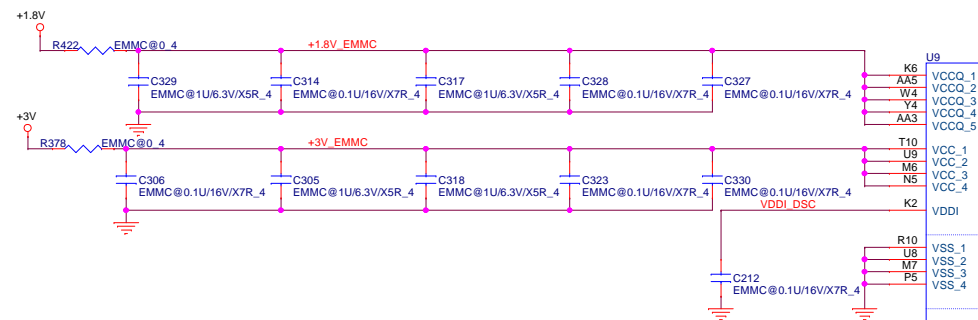 +1.8V
R422 EMMC@0_4
+1.8V_EMMC
U9
C329
EMMC@1U/6.3V/X5R_4
C314
EMMC@0.1U/16V/X7R_4
C317
EMMC@1U/6.3V/X5R_4
C328
EMMC@0.1U/16V/X7R_4
C327
EMMC@0.1U/16V/X7R_4
K6 VCCQ_1
AA5 VCCQ_2
W4 VCCQ_3
Y4 VCCQ_4
AA3 VCCQ_5
+3V
R378 EMMC@0_4
+3V_EMMC
C306
EMMC@0.1U/16V/X7R_4
C305
EMMC@1U/6.3V/X5R_4
C318
EMMC@1U/6.3V/X5R_4
C323
EMMC@0.1U/16V/X7R_4
C330
EMMC@0.1U/16V/X7R_4
T10 VCC_1
U9 VCC_2
M6 VCC_3
N5 VCC_4
VDDI_DSC
K2 VDDI
C212
EMMC@0.1U/16V/X7R_4
R10 VSS_1
U8 VSS_2
M7 VSS_3
P5 VSS_4